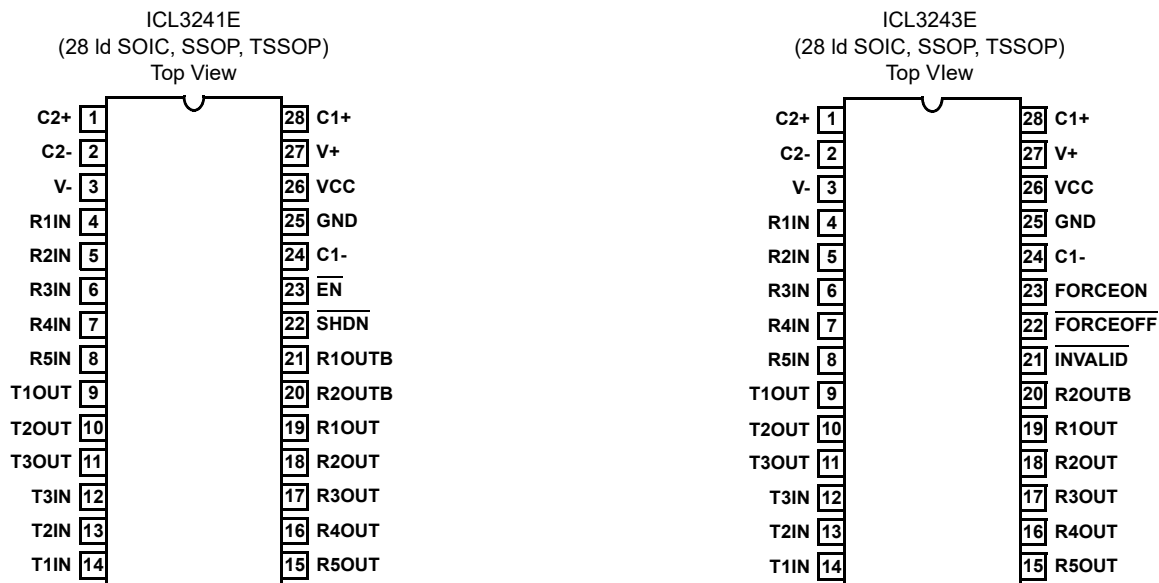 ICL3241E
(28 ld SOIC, SSOP, TSSOP)
Top View
C2+ 1 28 C1+
C2- 2 27 V+
V- 3 26 VCC
R1IN 4 25 GND
R2IN 5 24 C1-
R3IN 6 23 EN
R4IN 7 22 SHDN
R5IN 8 21 R1OUTB
T1OUT 9 20 R2OUTB
T2OUT 10 19 R1OUT
T3OUT 11 18 R2OUT
T3IN 12 17 R3OUT
T2IN 13 16 R4OUT
T1IN 14 15 R5OUT
ICL3243E
(28 ld SOIC, SSOP, TSSOP)
Top VIew
C2+ 1 28 C1+
C2- 2 27 V+
V- 3 26 VCC
R1IN 4 25 GND
R2IN 5 24 C1-
R3IN 6 23 FORCEON
R4IN 7 22 FORCEOFF
R5IN 8 21 INVALID
T1OUT 9 20 R2OUTB
T2OUT 10 19 R1OUT
T3OUT 11 18 R2OUT
T3IN 12 17 R3OUT
T2IN 13 16 R4OUT
T1IN 14 15 R5OUT